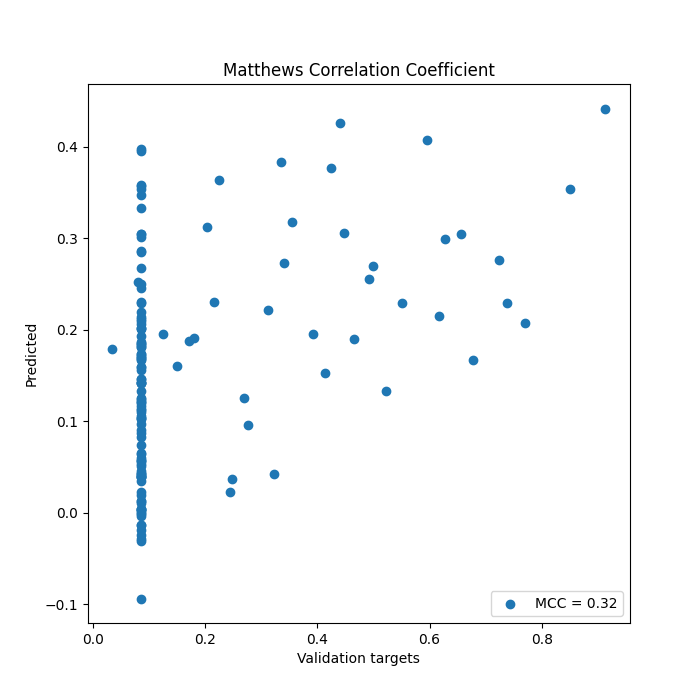 Matthews Correlation Coefficient
0.4
0.3
0.2
0.1
0.0
−0.1
Predicted
MCC = 0.32
0.0 0.2 0.4 0.6 0.8
Validation targets